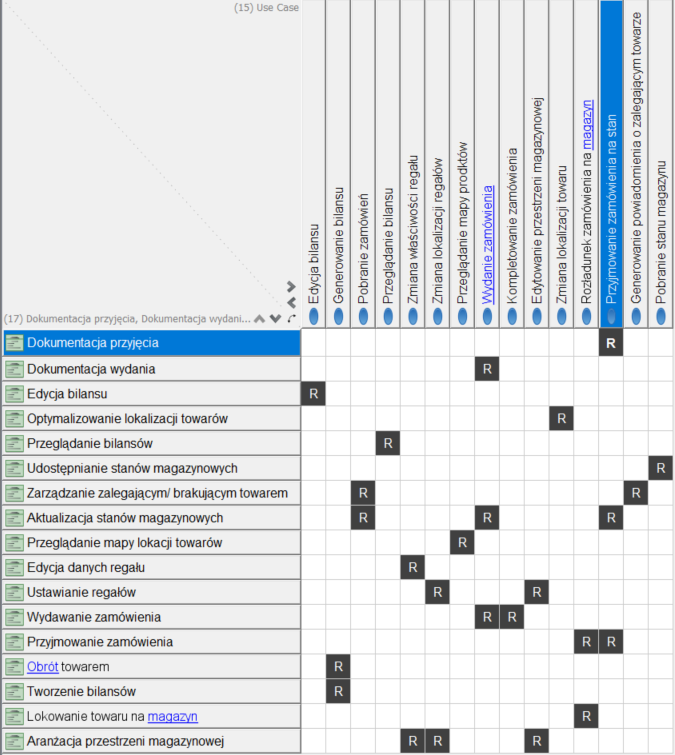 (15) Use Case
Edycja bilansu
Generowanie bilansu
Pobranie zamówień
Przeglądanie bilansu
Zmiana właściwości regału
Zmiana lokalizacji regałów
Przeglądanie mapy prodktów
Wydanie zamówienia
Kompletowanie zamówienia
Edytowanie przestrzeni magazynowej
Zmiana lokalizacji towaru
Rozładunek zamówienia na magazyn
Przyjmowanie zamówienia na stan
Generowanie powiadomienia o zalegającym towarze
Pobranie stanu magazynu
(17) Dokumentacja przyjęcia, Dokumentacja wydani...
Dokumentacja przyjęcia R
Dokumentacja wydania R
Edycja bilansu R
Optymalizowanie lokalizacji towarów R
Przeglądanie bilansów R
Udostępnianie stanów magazynowych R
Zarządzanie zalegającym/ brakującym towarem R R
Aktualizacja stanów magazynowych R R R
Przeglądanie mapy lokacji towarów R
Edycja danych regału R
Ustawianie regałów R R
Wydawanie zamówienia R R
Przyjmowanie zamówienia R R
Obrót towarem R
Tworzenie bilansów R
Lokowanie towaru na magazyn R
Aranżacja przestrzeni magazynowej R R R